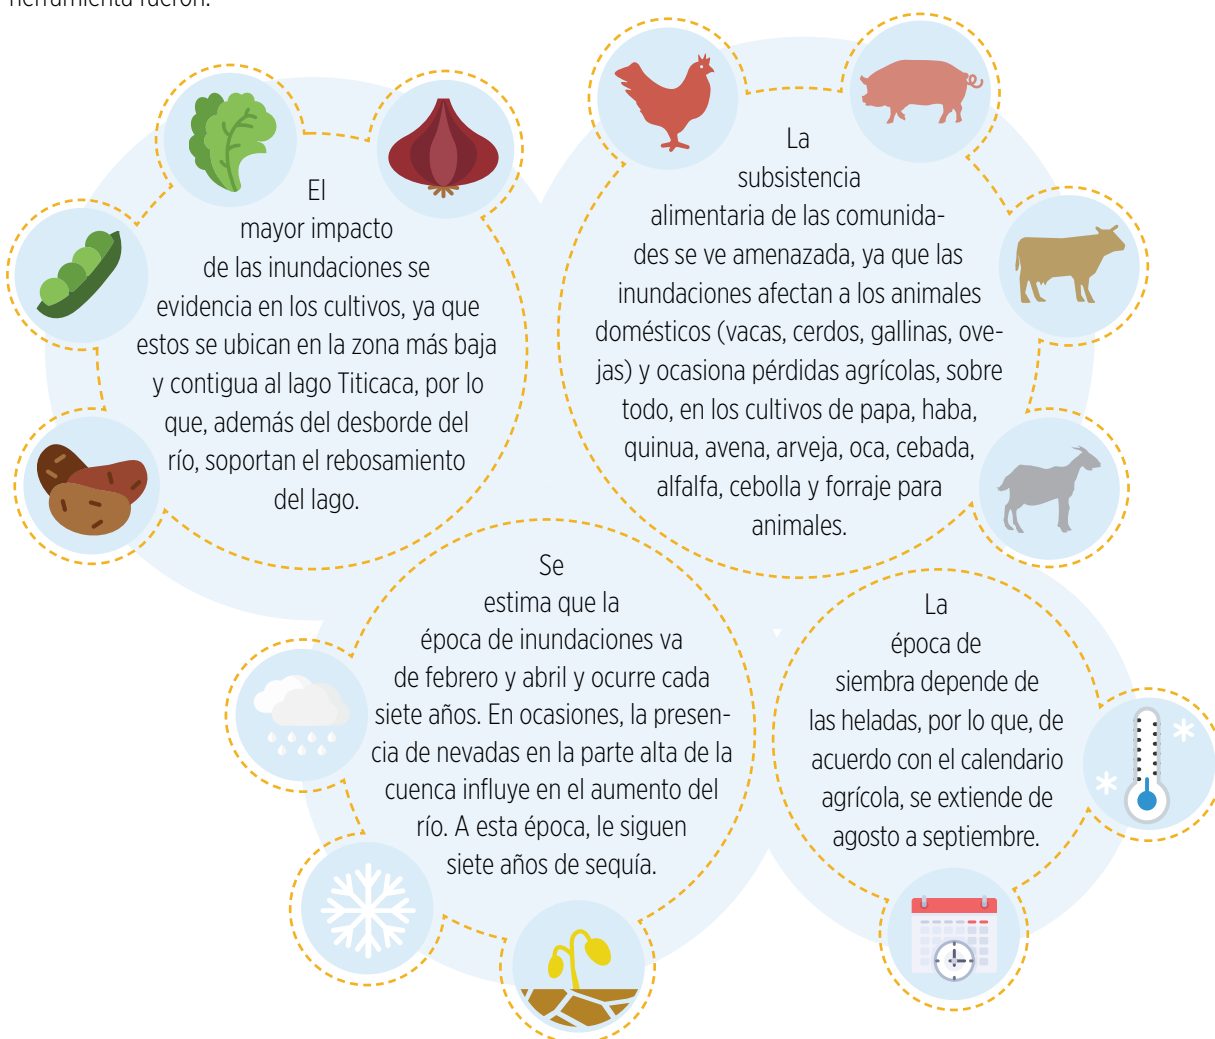 herramienta fueron:
El
mayor impacto
de las inundaciones se
evidencia en los cultivos, ya que
estos se ubican en la zona más baja
y contigua al lago Titicaca, por lo
que, además del desborde del
río, soportan el rebosamiento
del lago.
La
subsistencia
alimentaria de las comunida-
des se ve amenazada, ya que las
inundaciones afectan a los animales
domésticos (vacas, cerdos, gallinas, ove-
jas) y ocasiona pérdidas agrícolas, sobre
todo, en los cultivos de papa, haba,
quinua, avena, arveja, oca, cebada,
alfalfa, cebolla y forraje para
animales.
Se
estima que la
época de inundaciones va
de febrero y abril y ocurre cada
siete años. En ocasiones, la presen-
cia de nevadas en la parte alta de la
cuenca influye en el aumento del
río. A esta época, le siguen
siete años de sequía.
La
época de
siembra depende de
las heladas, por lo que, de
acuerdo con el calendario
agrícola, se extiende de
agosto a septiembre.